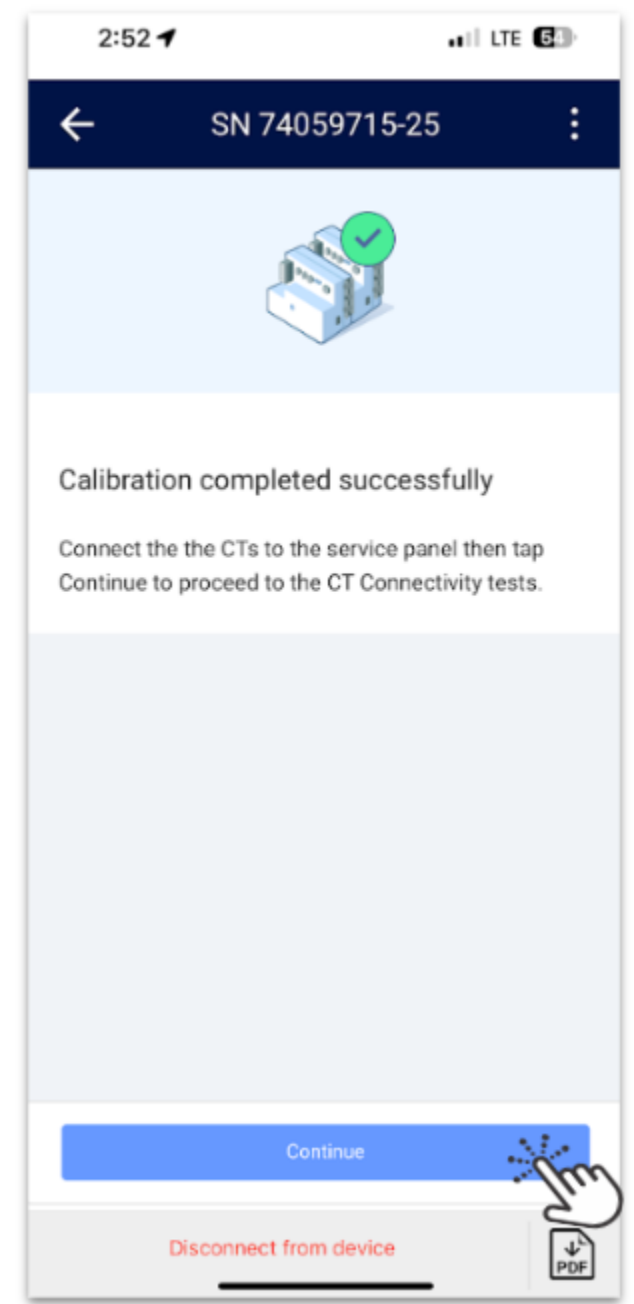 2:52 LTE 54
SN 74059715-25
Calibration completed successfully
Connect the the CTs to the service panel then tap
Continue to proceed to the CT Connectivity tests.
Continue
Disconnect from device
PDF